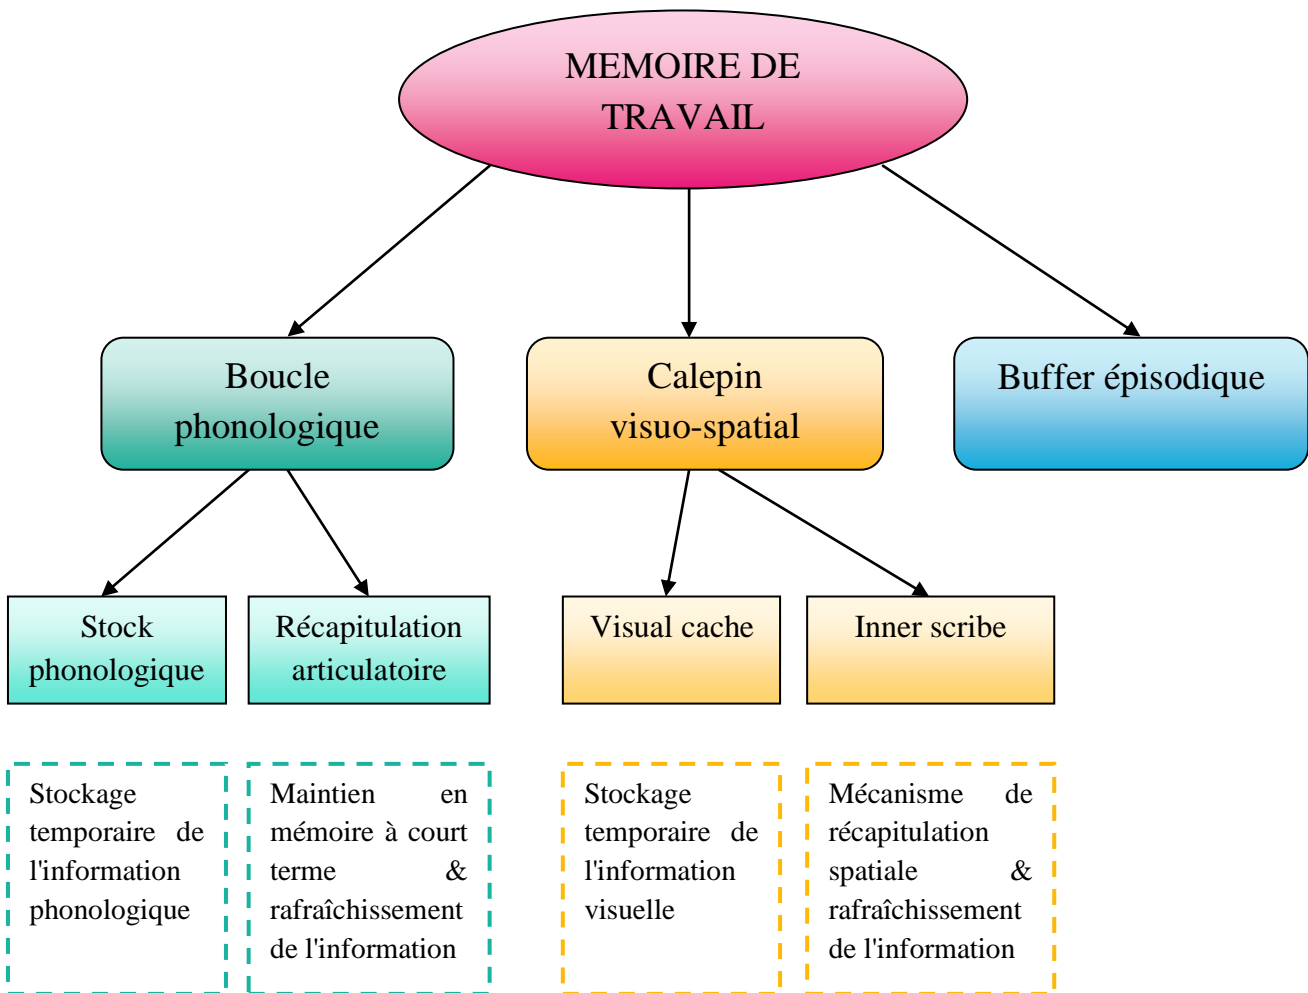 MEMOIRE DE
TRAVAIL
Boucle
phonologique
Calepin
visuo-spatial
Buffer épisodique
Stock
phonologique
Récapitulation
articulatoire
Visual cache
Inner scribe
Stockage
temporaire de
l'information
phonologique
Maintien en
mémoire à court
terme &
rafraîchissement
de l'information
Stockage
temporaire de
l'information
visuelle
Mécanisme de
récapitulation
spatiale &
rafraîchissement
de l'information